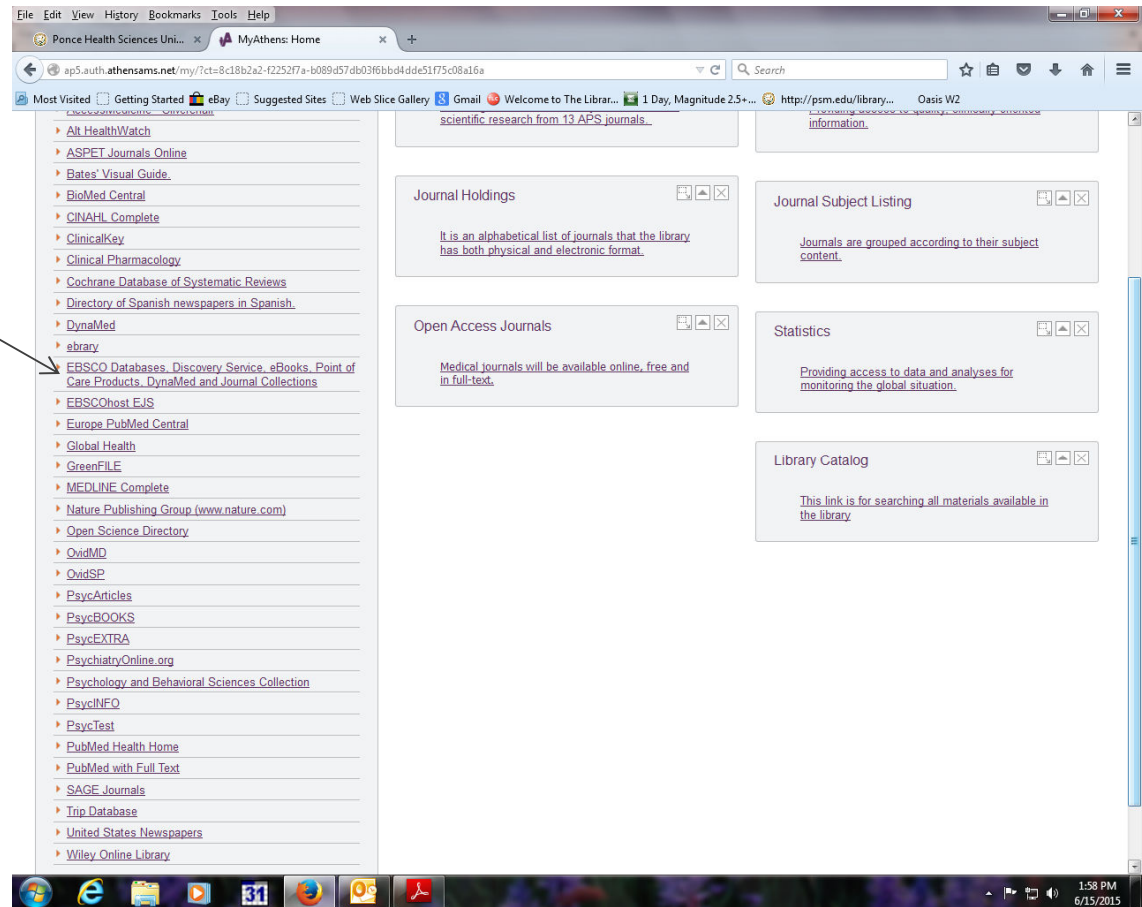 File Edit View History Bookmarks Tools Help
Ponce Health Sciences Uni... × MyAthens: Home × +
ap5.auth.athensams.net/my/?ct=8c18b2a2-f2252f7a-b089d57db03f6bbd4dde51f75c08a16a Search
Most Visited Getting Started eBay Suggested Sites Web Slice Gallery Gmail Welcome to The Librar... 1 Day, Magnitude 2.5+... http://psm.edu/library... Oasis W2
Alt HealthWatch
ASPET Journals Online
Bates' Visual Guide.
BioMed Central
CINAHL Complete
ClinicalKey
Clinical Pharmacology
Cochrane Database of Systematic Reviews
Directory of Spanish newspapers in Spanish.
DynaMed
ebrary
EBSCO Databases, Discovery Service, eBooks, Point of
Care Products, DynaMed and Journal Collections
EBSCOhost EJS
Europe PubMed Central
Global Health
GreenFILE
MEDLINE Complete
Nature Publishing Group (www.nature.com)
Open Science Directory
OvidMD
OvidSP
PsycArticles
PsycBOOKS
PsycEXTRA
PsychiatryOnline.org
Psychology and Behavioral Sciences Collection
PsycINFO
PsycTest
PubMed Health Home
PubMed with Full Text
SAGE Journals
Trip Database
United States Newspapers
Wiley Online Library
scientific research from 13 APS journals.
Journal Holdings
It is an alphabetical list of journals that the library
has both physical and electronic format.
Open Access Journals
Medical journals will be available online, free and
in full-text.
information.
Journal Subject Listing
Journals are grouped according to their subject
content.
Statistics
Providing access to data and analyses for
monitoring the global situation.
Library Catalog
This link is for searching all materials available in
the library
31
1:58 PM
6/15/2015